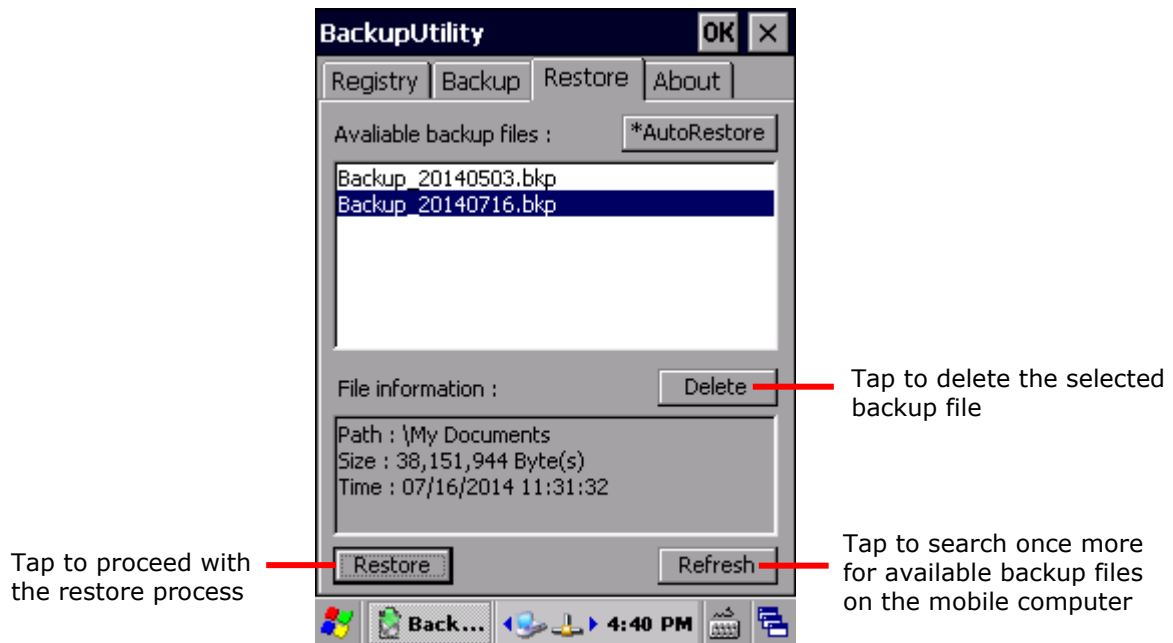 BackupUtility OK
Registry Backup Restore About
Avaliable backup files : *AutoRestore
Backup_20140503.bkp
Backup_20140716.bkp
File information : Delete
Tap to delete the selected
backup file
Path : \My Documents
Size : 38,151,944 Byte(s)
Time : 07/16/2014 11:31:32
Tap to proceed with
the restore process
Restore Refresh
Tap to search once more
for available backup files
on the mobile computer
Back... 4:40 PM